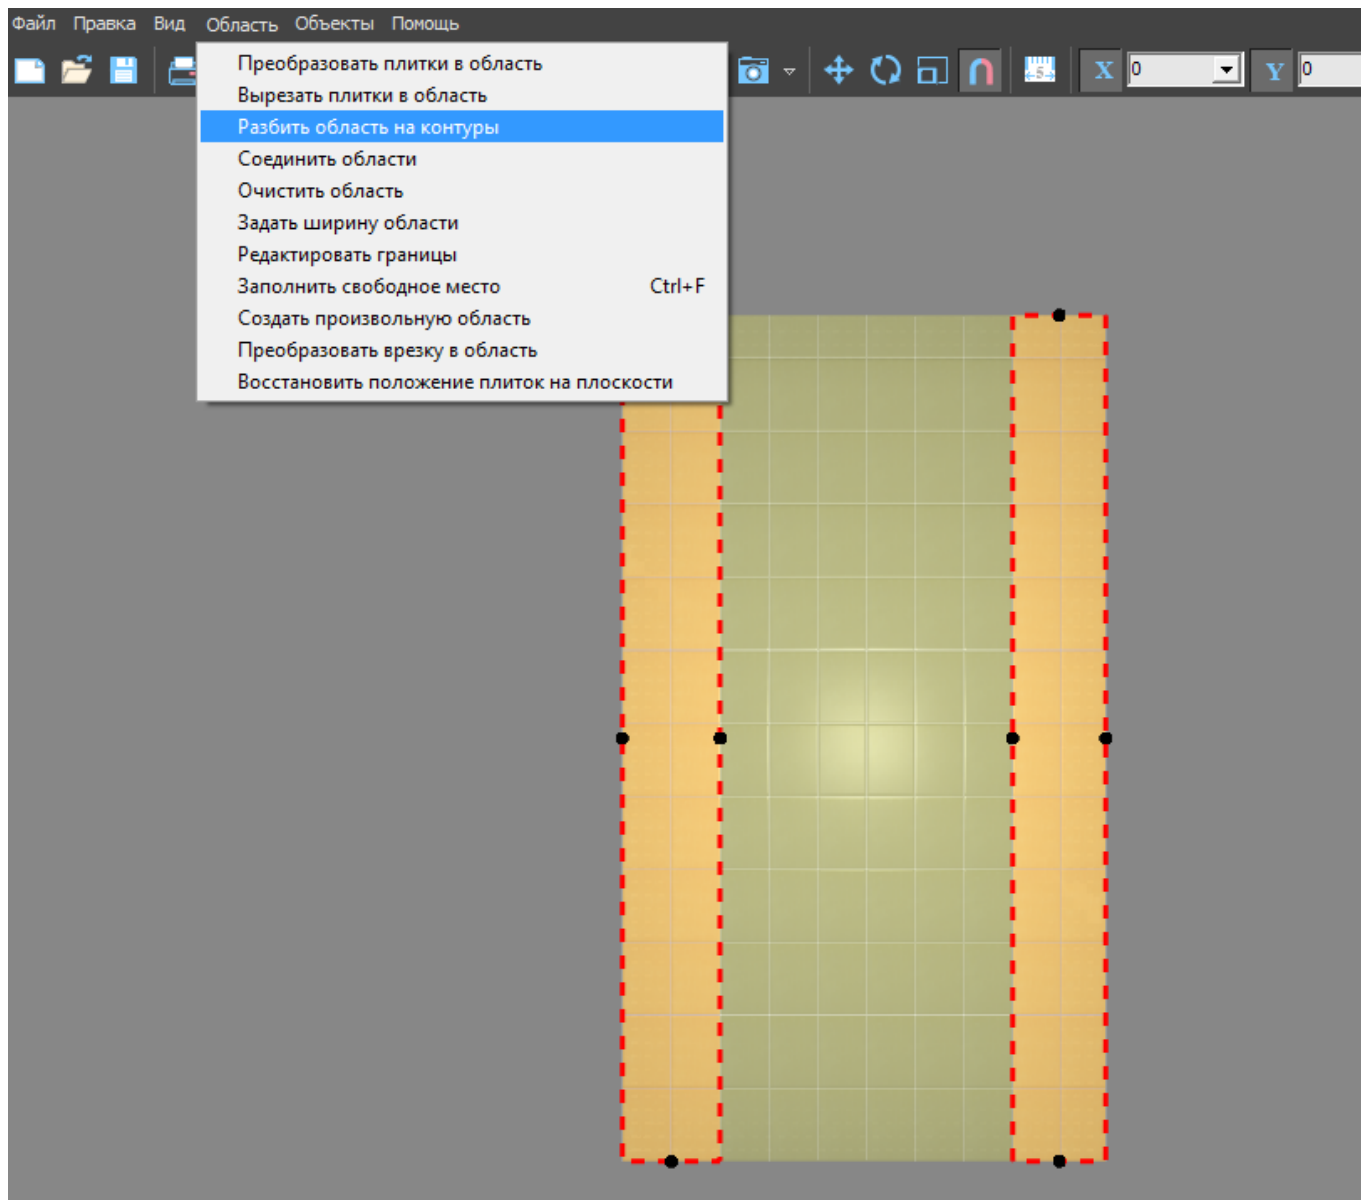 Файл Правка Вид Область Объекты Помощь
5 X 0 Y 0
Преобразовать плитки в область
Вырезать плитки в область
Разбить область на контуры
Соединить области
Очистить область
Задать ширину области
Редактировать границы
Заполнить свободное место Ctrl+F
Создать произвольную область
Преобразовать врезку в область
Восстановить положение плиток на плоскости